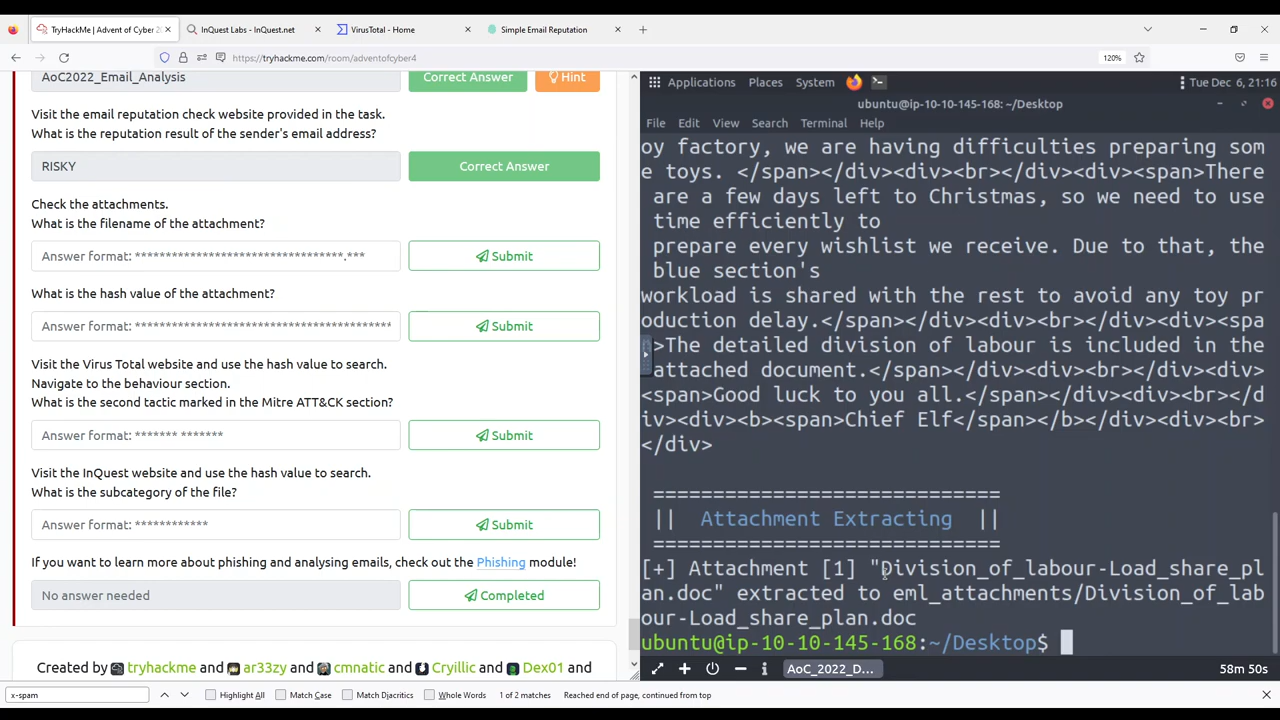 TryHackMe | Advent of Cyber 2
InQuest Labs - InQuest.net
VirusTotal - Home
Simple Email Reputation
https://tryhackme.com/room/adventofcyber4
120%
AoC2022_Email_Analysis
Correct Answer
Hint
Visit the email reputation check website provided in the task.
What is the reputation result of the sender's email address?
RISKY
Correct Answer
Check the attachments.
What is the filename of the attachment?
Answer format: **********************************.***
Submit
What is the hash value of the attachment?
Answer format: ******************************************
Submit
Visit the Virus Total website and use the hash value to search.
Navigate to the behaviour section.
What is the second tactic marked in the Mitre ATT&CK section?
Answer format: ******* *******
Submit
Visit the InQuest website and use the hash value to search.
What is the subcategory of the file?
Answer format: ************
Submit
If you want to learn more about phishing and analysing emails, check out the Phishing module!
No answer needed
Completed
Created by tryhackme and ar33zy and cmnatic and Cryillic and Dex01 and
x-spam
Highlight All
Match Case
Match Diacritics
Whole Words
1 of 2 matches
Reached end of page, continued from top
Applications Places System
Tue Dec 6, 21:16
ubuntu@ip-10-10-145-168: ~/Desktop
File Edit View Search Terminal Help
oy factory, we are having difficulties preparing som
e toys. </span></div><div><br></div><div><span>There
are a few days left to Christmas, so we need to use
time efficiently to
prepare every wishlist we receive. Due to that, the
blue section's
workload is shared with the rest to avoid any toy pr
oduction delay.</span></div><div><br></div><div><spa
>The detailed division of labour is included in the
attached document.</span></div><div><br></div><div>
<span>Good luck to you all.</span></div><div><br></d
iv><div><b><span>Chief Elf</span></b></div><div><br>
</div>
=============================
|| Attachment Extracting ||
=============================
[+] Attachment [1] "Division_of_labour-Load_share_pl
an.doc" extracted to eml_attachments/Division_of_lab
our-Load_share_plan.doc
ubuntu@ip-10-10-145-168:~/Desktop$
AoC_2022_D...
58m 50s